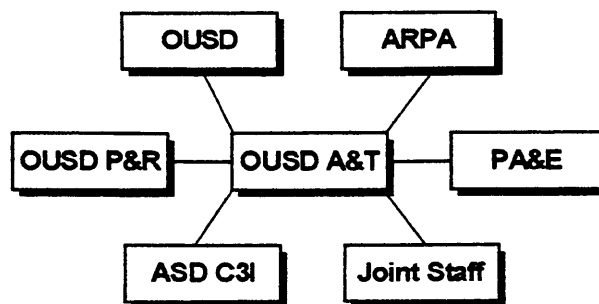 OUSD
ARPA
OUSD P&R
OUSD A&T
PA&E
ASD C3I
Joint Staff